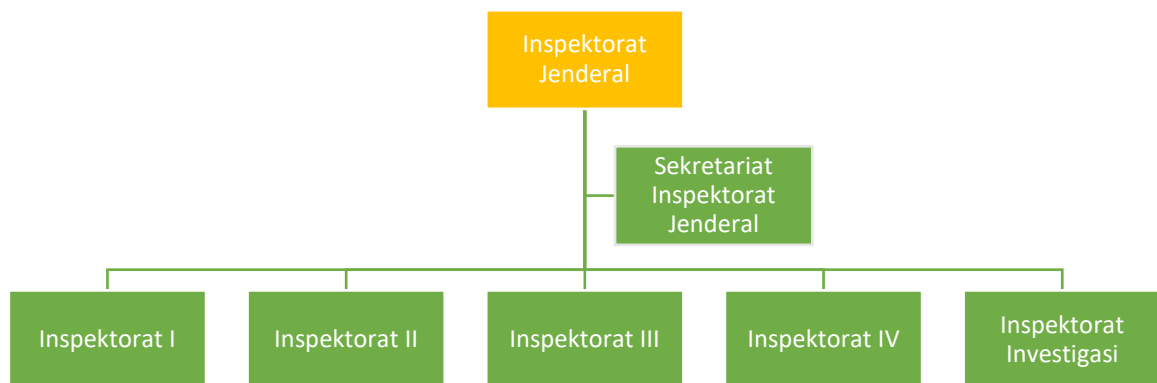 Inspektorat
Jenderal
Sekretariat
Inspektorat
Jenderal
Inspektorat I
Inspektorat II
Inspektorat III
Inspektorat IV
Inspektorat
Investigasi